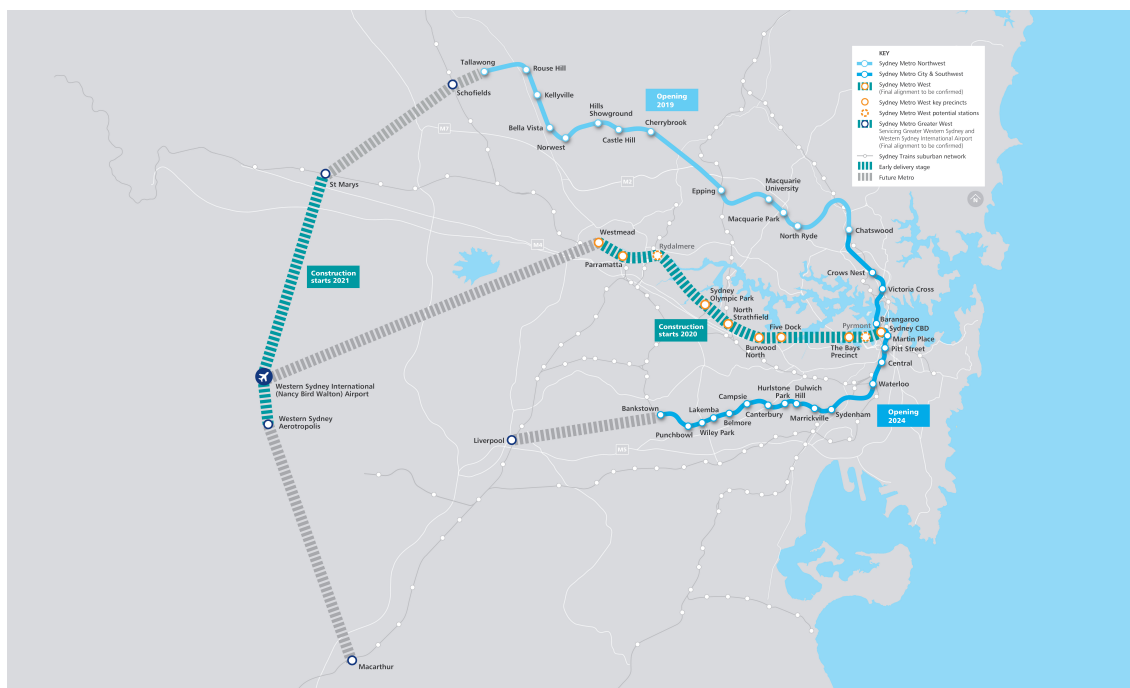 KEY
Sydney Metro Northwest
Sydney Metro City & Southwest
Sydney Metro West
(Final alignment to be confirmed)
Sydney Metro West key precincts
Sydney Metro West potential stations
Sydney Metro Greater West
Servicing Greater Western Sydney and
Western Sydney International Airport
(Final alignment to be confirmed)
Sydney Trains suburban network
Early delivery stage
Future Metro
N
Tallawong
Rouse Hill
Schofields
Kellyville
Opening
2019
Hills
Showground
Cherrybrook
Bella Vista
Castle Hill
Norwest
M7
St Marys
M2
Epping
Macquarie
University
Macquarie Park
North Ryde
Chatswood
Westmead
M4
Rydalmere
Parramatta
Construction
starts 2021
Crows Nest
Victoria Cross
Sydney
Olympic Park
North
Strathfield
Construction
starts 2020
Five Dock
Pyrmont
Barangaroo
Sydney CBD
Martin Place
Burwood
North
The Bays
Precinct
Pitt Street
Central
Western Sydney International
(Nancy Bird Walton) Airport
Waterloo
Hurlstone
Park
Dulwich
Hill
Campsie
Lakemba
Bankstown
Canterbury
Belmore
Marrickville
Sydenham
Opening
2024
Western Sydney
Aerotropolis
Punchbowl
Wiley Park
Liverpool
M5
Macarthur